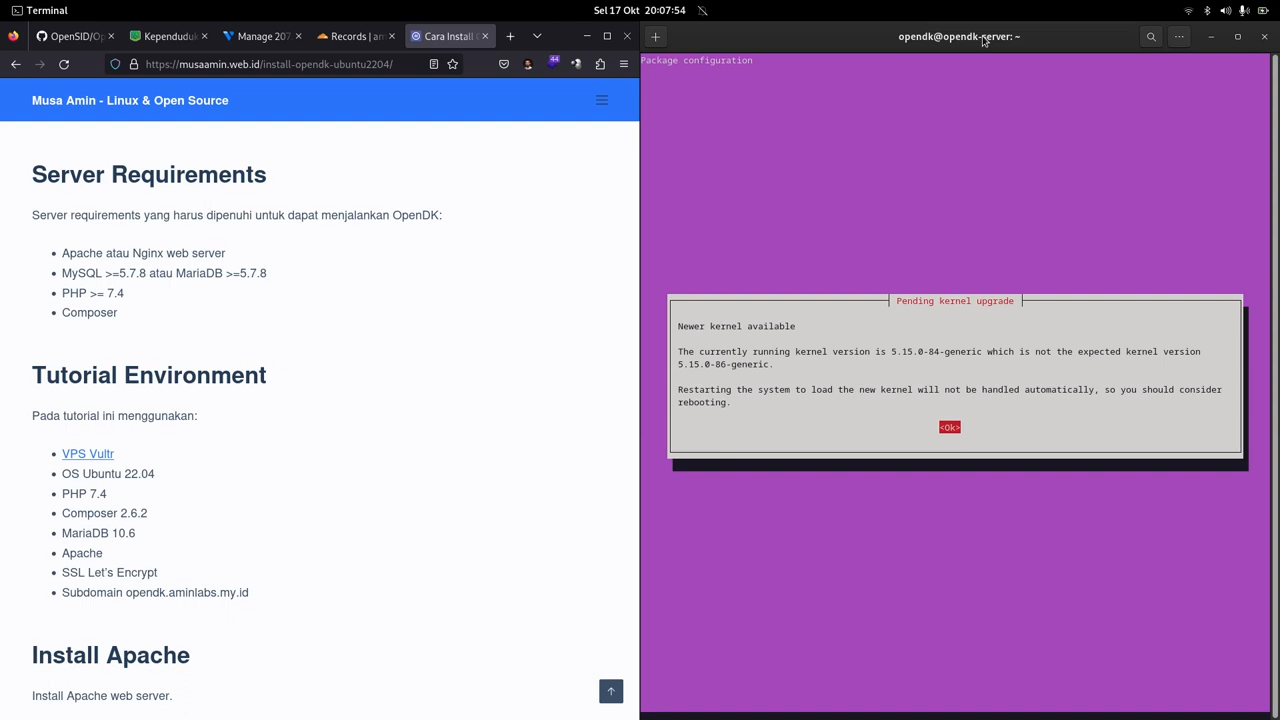 Terminal
Sel 17 Okt  20:07:54
OpenSID/Op
Kependuduk
Manage 207
Records | am
Cara Install O
opendk@opendk-server: ~
https://musaamin.web.id/install-opendk-ubuntu2204/
44
Musa Amin - Linux & Open Source
Server Requirements
Server requirements yang harus dipenuhi untuk dapat menjalankan OpenDK:
• Apache atau Nginx web server
• MySQL >=5.7.8 atau MariaDB >=5.7.8
• PHP >= 7.4
• Composer
Tutorial Environment
Pada tutorial ini menggunakan:
• VPS Vultr
• OS Ubuntu 22.04
• PHP 7.4
• Composer 2.6.2
• MariaDB 10.6
• Apache
• SSL Let's Encrypt
• Subdomain opendk.aminlabs.my.id
Install Apache
Install Apache web server.
Package configuration
Pending kernel upgrade
Newer kernel available
The currently running kernel version is 5.15.0-84-generic which is not the expected kernel version
5.15.0-86-generic.
Restarting the system to load the new kernel will not be handled automatically, so you should consider
rebooting.
<Ok>